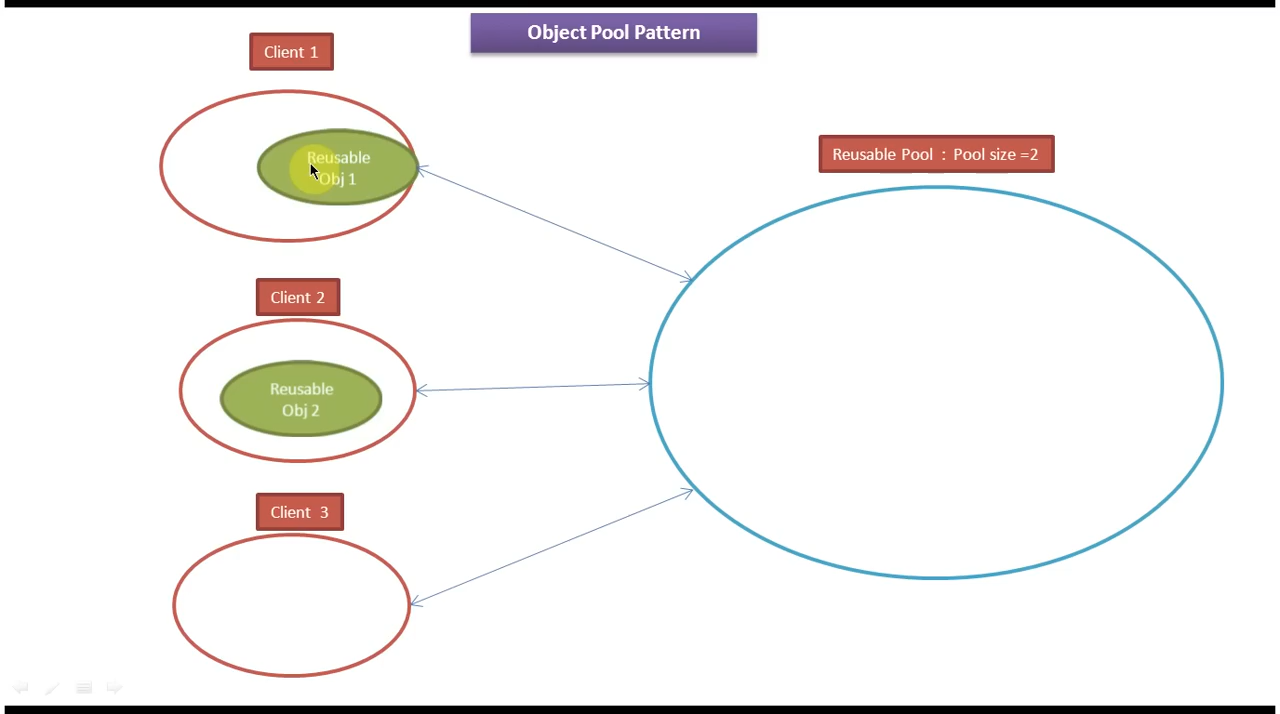 Object Pool Pattern
Client 1
Reusable
Obj 1
Reusable Pool : Pool size =2
Client 2
Reusable
Obj 2
Client 3